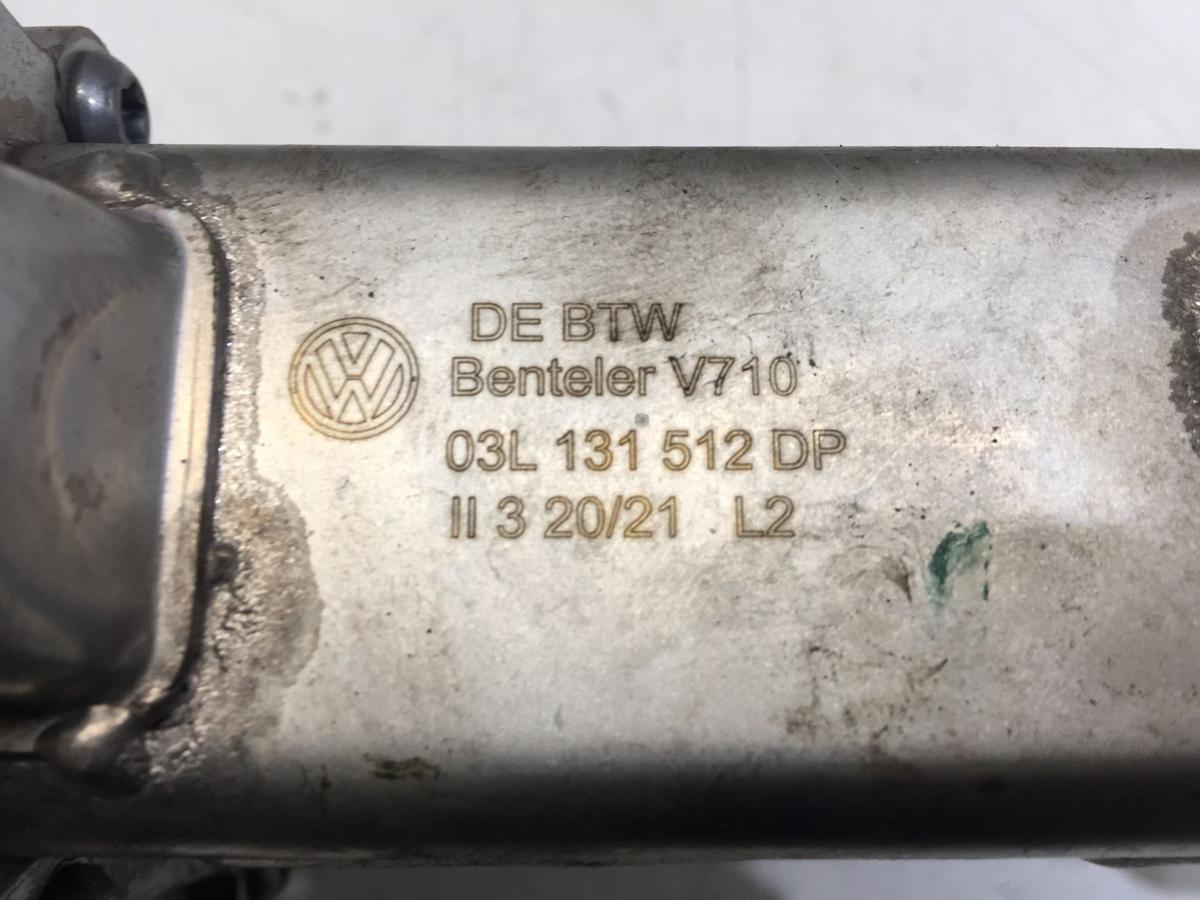 DE BTW
Benteler V710
03L 131 512 DP
II 3 20/21 L2